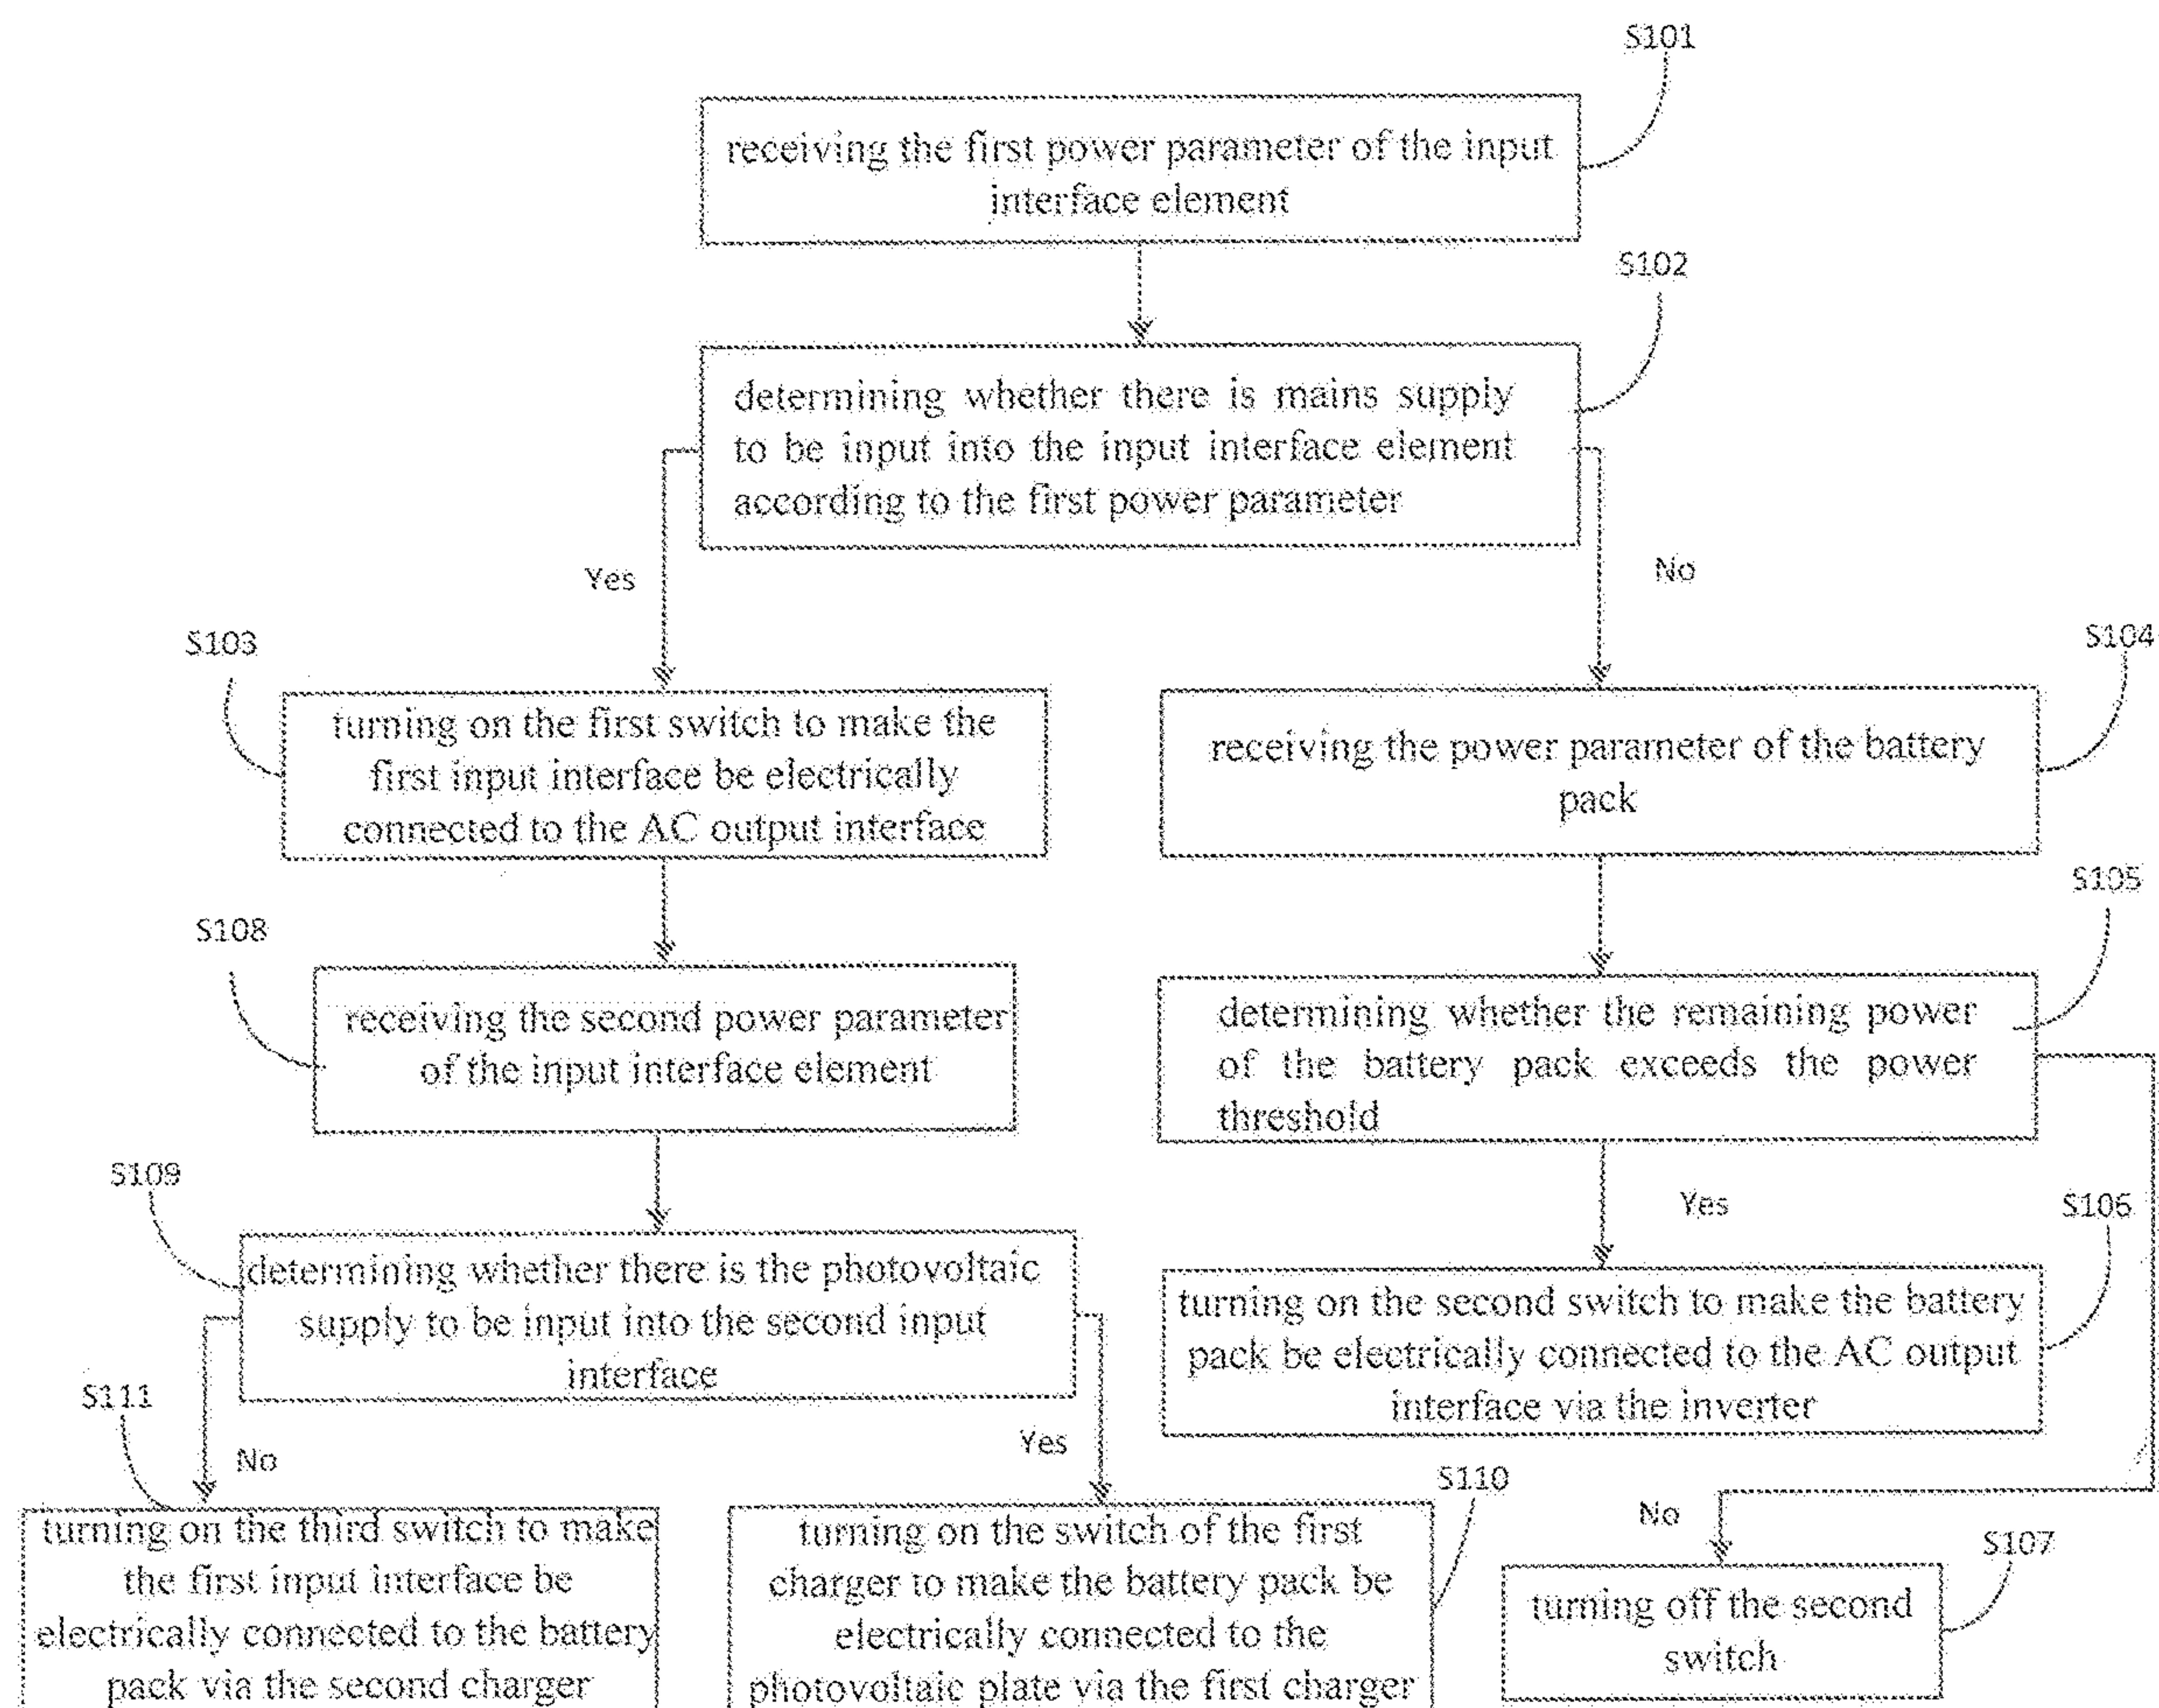 S101
receiving the first power parameter of the input
interface element
S102
determining whether there is mains supply
to be input into the input interface element
according to the first power parameter
Yes
No
S103
turning on the first switch to make the
first input interface be electrically
connected to the AC output interface
S104
receiving the power parameter of the battery
pack
S108
receiving the second power parameter
of the input interface element
S105
determining whether the remaining power
of the battery pack exceeds the power
threshold
S109
determining whether there is the photovoltaic
supply to be input into the second input
interface
Yes
S106
turning on the second switch to make the battery
pack be electrically connected to the AC output
interface via the inverter
S111
No
Yes
turning on the third switch to make
the first input interface be
electrically connected to the battery
pack via the second charger
S110
turning on the switch of the first
charger to make the battery pack be
electrically connected to the
photovoltaic plate via the first charger
No
S107
turning off the second
switch